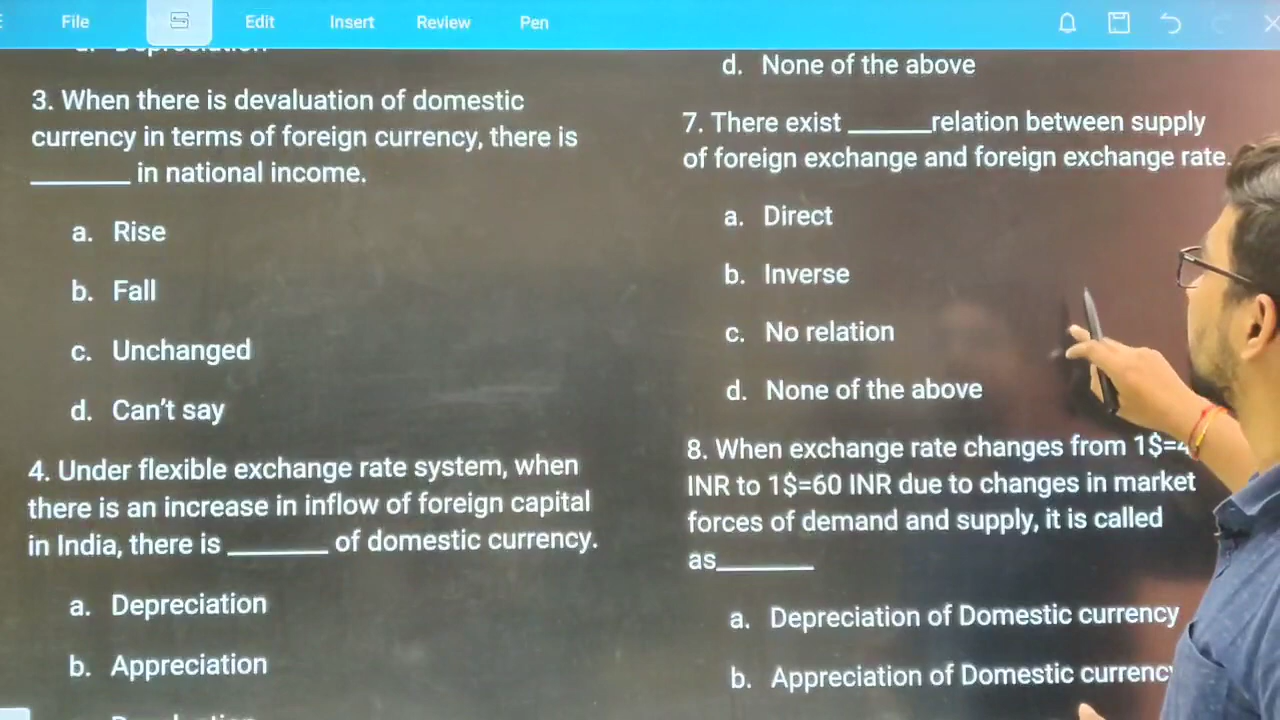 File
Edit
Insert
Review
Pen
3. When there is devaluation of domestic
currency in terms of foreign currency, there is
________ in national income.
a. Rise
b. Fall
c. Unchanged
d. Can't say
4. Under flexible exchange rate system, when
there is an increase in inflow of foreign capital
in India, there is ________ of domestic currency.
a. Depreciation
b. Appreciation
d. None of the above
7. There exist ______relation between supply
of foreign exchange and foreign exchange rate.
a. Direct
b. Inverse
c. No relation
d. None of the above
8. When exchange rate changes from 1$=
INR to 1$=60 INR due to changes in market
forces of demand and supply, it is called
as_______
a. Depreciation of Domestic currency
b. Appreciation of Domestic